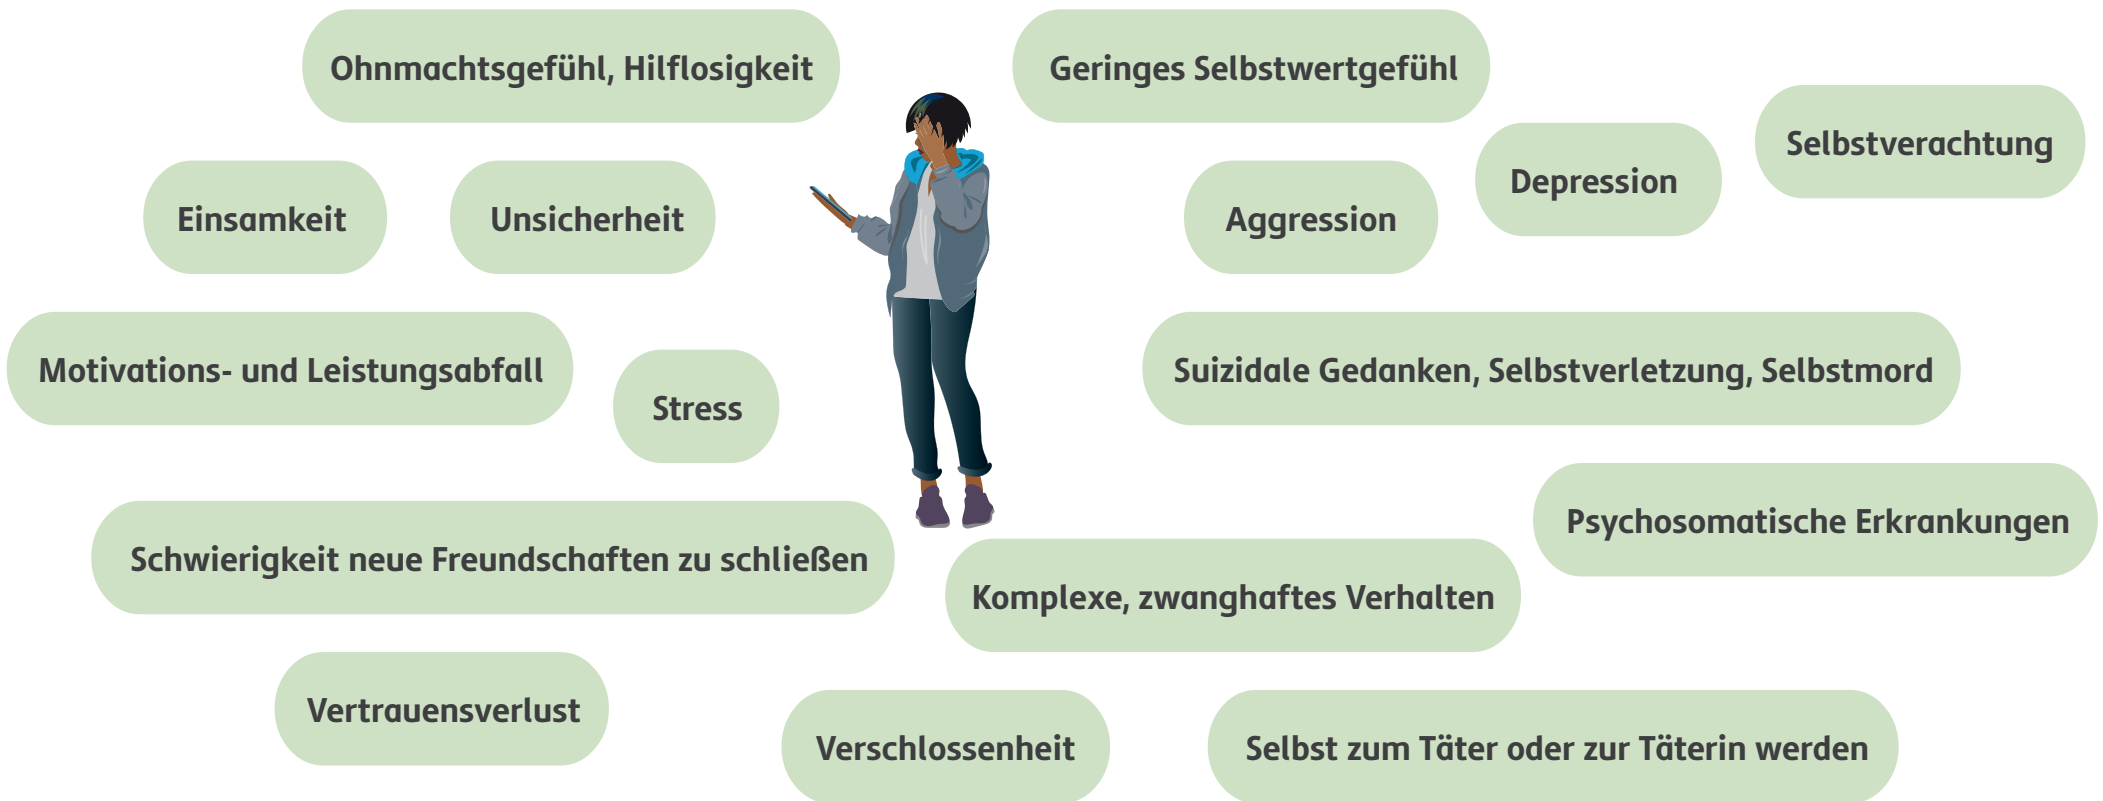 Ohnmachtsgefühl, Hilflosigkeit
Geringes Selbstwertgefühl
Selbstverachtung
Depression
Einsamkeit
Unsicherheit
Aggression
Motivations- und Leistungsabfall
Suizidale Gedanken, Selbstverletzung, Selbstmord
Stress
Psychosomatische Erkrankungen
Schwierigkeit neue Freundschaften zu schließen
Komplexe, zwanghaftes Verhalten
Vertrauensverlust
Verschlossenheit
Selbst zum Täter oder zur Täterin werden